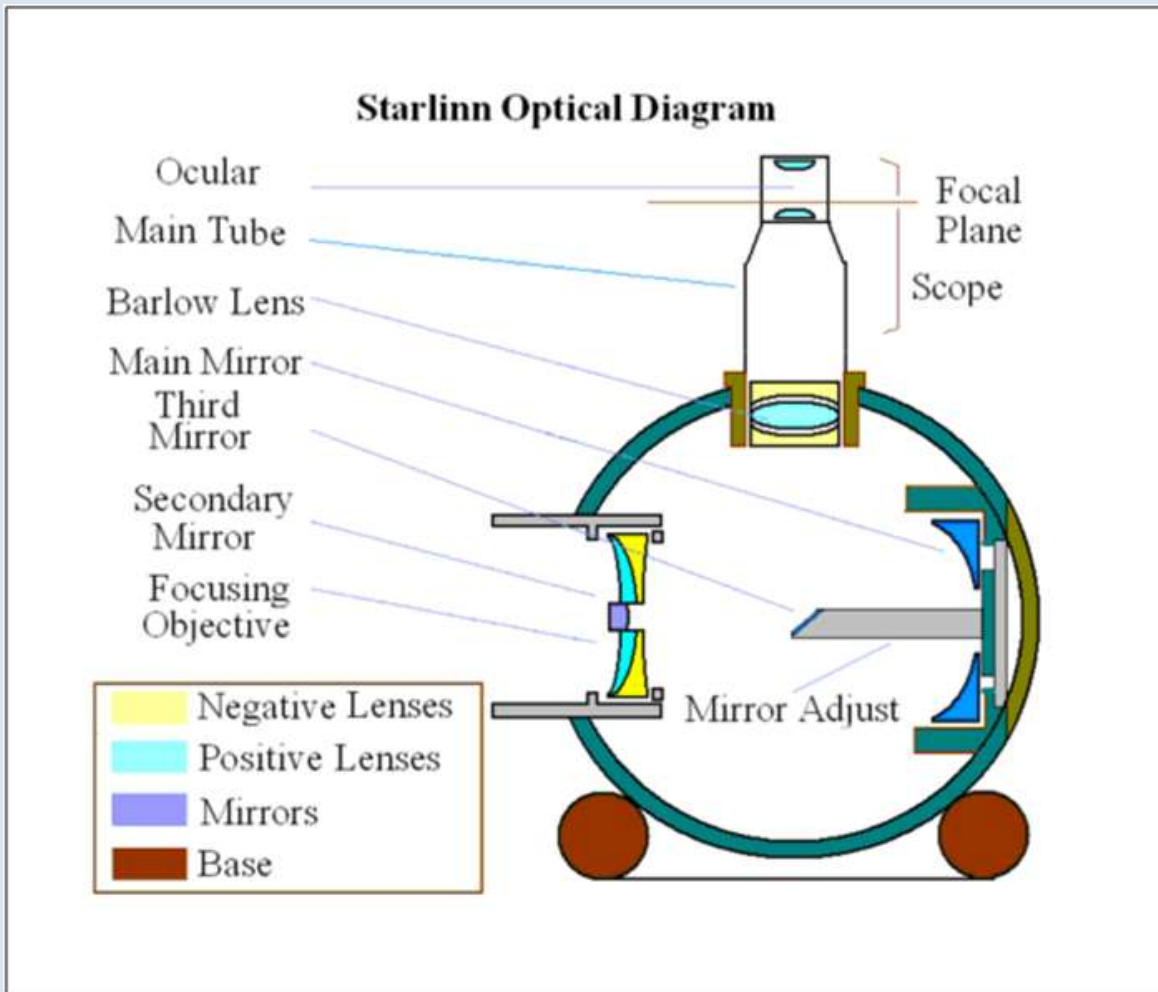 Starlinn Optical Diagram
Ocular
Main Tube
Barlow Lens
Main Mirror
Third
Mirror
Secondary
Mirror
Focusing
Objective
Focal
Plane
Scope
Mirror Adjust
Negative Lenses
Positive Lenses
Mirrors
Base